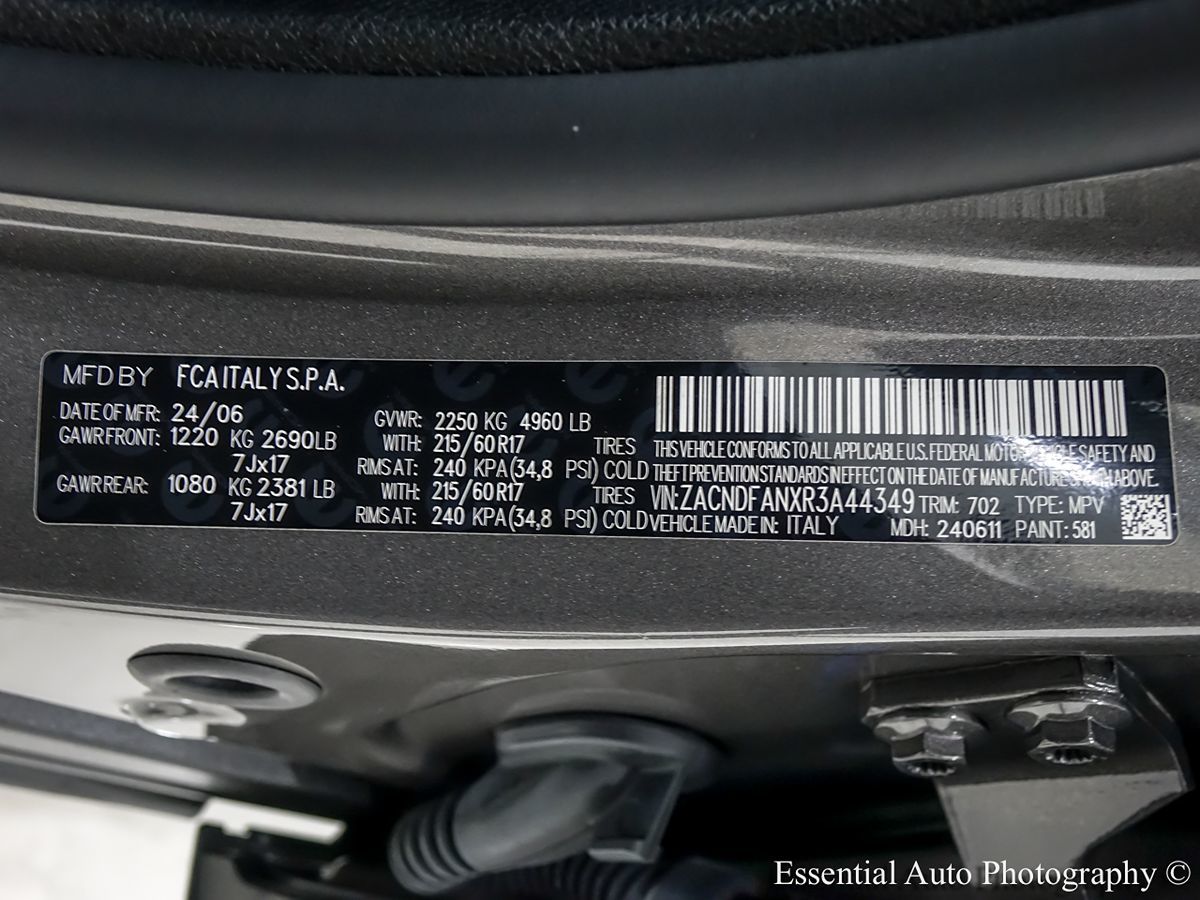 MFD BY FCA ITALY S.P.A.
DATE OF MFR: 24/06 GVWR: 2250 KG 4960 LB
GAWR FRONT: 1220 KG 2690LB WITH: 215/60 R17 TIRES
7Jx17 RIMS AT: 240 KPA(34,8 PSI) COLD
GAWR REAR: 1080 KG 2381 LB WITH: 215/60R17 TIRES
7Jx17 RIMS AT: 240 KPA(34,8 PSI) COLD
THIS VEHICLE CONFORMS TO ALL APPLICABLE U.S. FEDERAL MOTOR VEHICLE SAFETY AND
THEFT PREVENTION STANDARDS IN EFFECT ON THE DATE OF MANUFACTURE SHOWN ABOVE.
VIN:ZACNDFANXR3A44349 TRIM: 702 TYPE: MPV
VEHICLE MADE IN: ITALY MDH: 240611 PAINT: 581
Essential Auto Photography ©